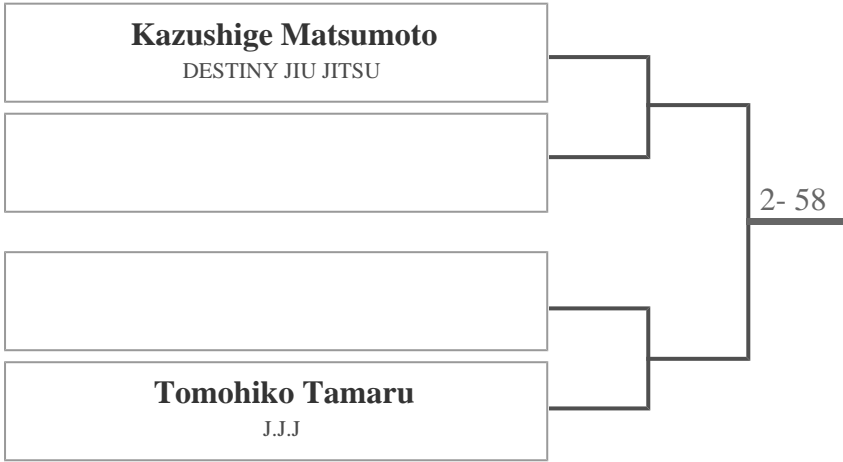 Kazushige Matsumoto
DESTINY JIU JITSU
2- 58
Tomohiko Tamaru
J.J.J